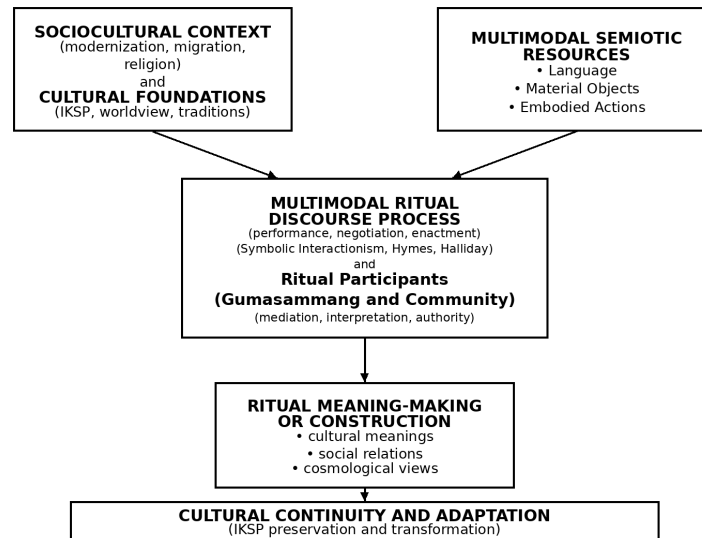 SOCIOCULTURAL CONTEXT
(modernization, migration,
religion)
and
CULTURAL FOUNDATIONS
(IKSP, worldview, traditions)
MULTIMODAL SEMIOTIC
RESOURCES
• Language
• Material Objects
• Embodied Actions
MULTIMODAL RITUAL
DISCOURSE PROCESS
(performance, negotiation, enactment)
(Symbolic Interactionism, Hymes, Halliday)
and
Ritual Participants
(Gumasammang and Community)
(mediation, interpretation, authority)
RITUAL MEANING-MAKING
OR CONSTRUCTION
• cultural meanings
• social relations
• cosmological views
CULTURAL CONTINUITY AND ADAPTATION
(IKSP preservation and transformation)